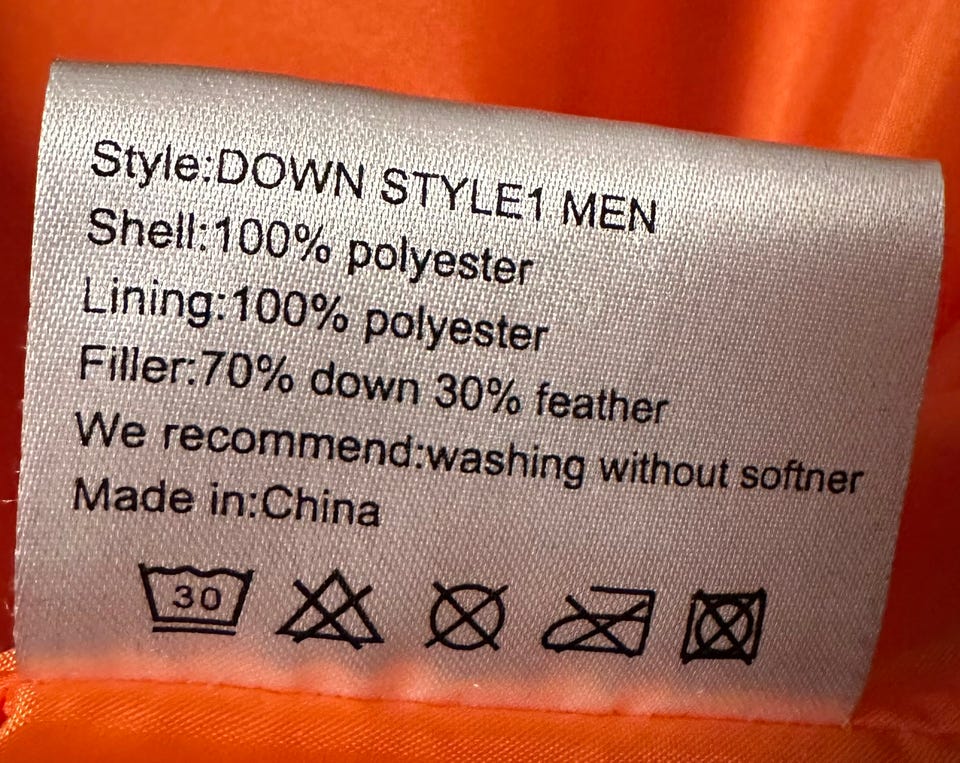 Style:DOWN STYLE1 MEN
Shell:100% polyester
Lining:100% polyester
Filler:70% down 30% feather
We recommend:washing without softner
Made in:China
30